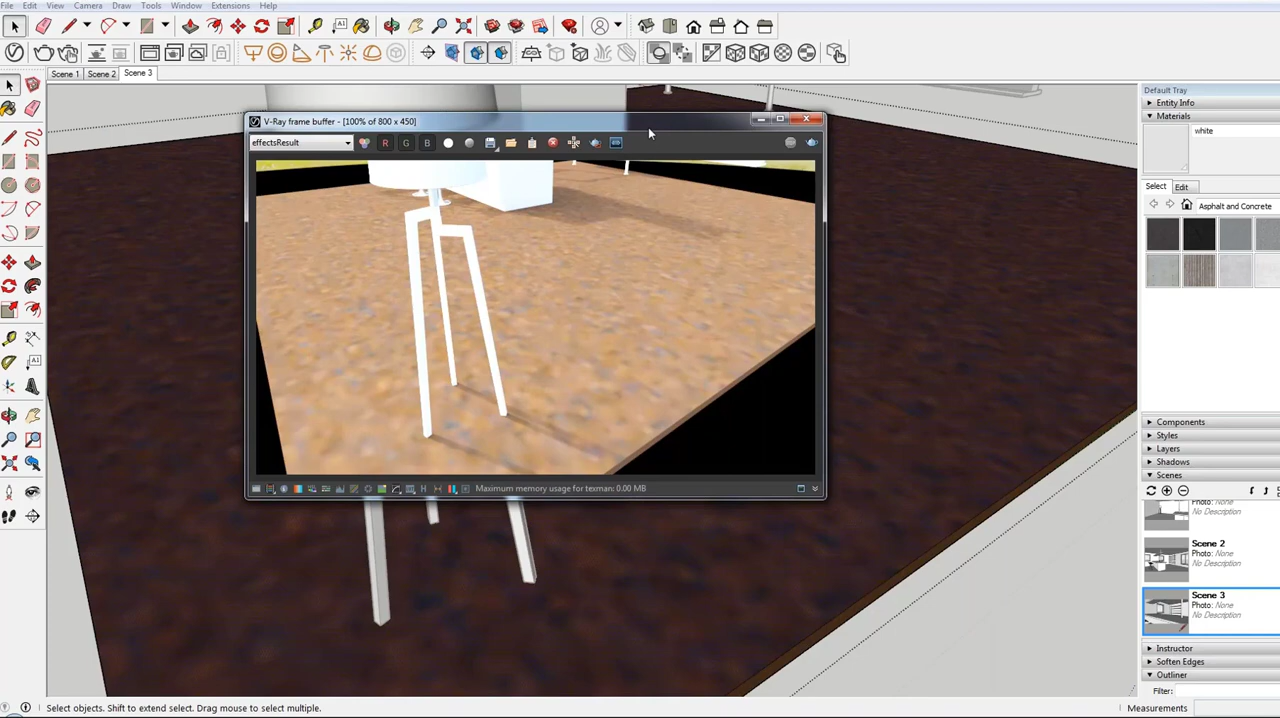 File Edit View Camera Draw Tools Window Extensions Help
Scene 1 Scene 2 Scene 3
Default Tray
Entity Info
Materials
white
Select Edit
Asphalt and Concrete
V-Ray frame buffer - [100% of 800 x 450]
effectsResult R G B
Maximum memory usage for texman: 0.00 MB
Components
Styles
Layers
Shadows
Scenes
Photo: None
No Description
Scene 2
Photo: None
No Description
Scene 3
Photo: None
No Description
Instructor
Soften Edges
Outliner
Filter:
Select objects. Shift to extend select. Drag mouse to select multiple.
Measurements